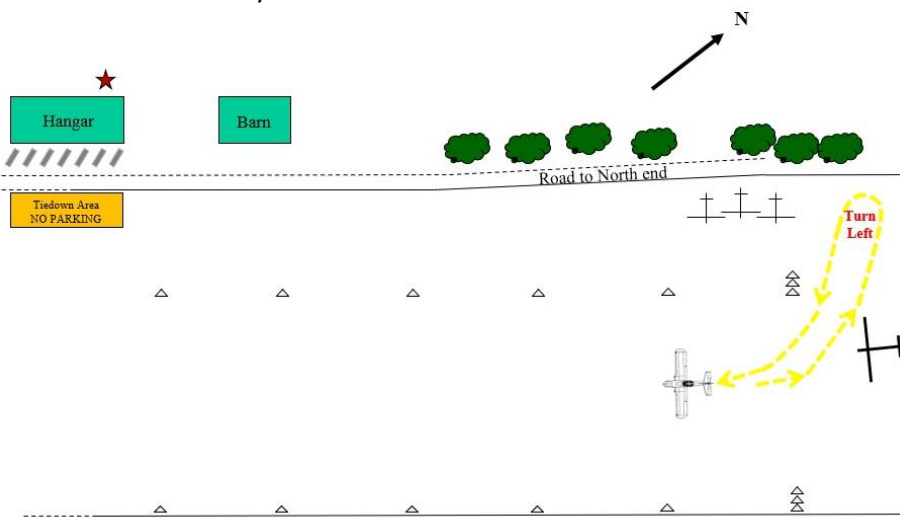 N
Hangar
Barn
Road to North end
Tiedown Area
NO PARKING
Turn
Left